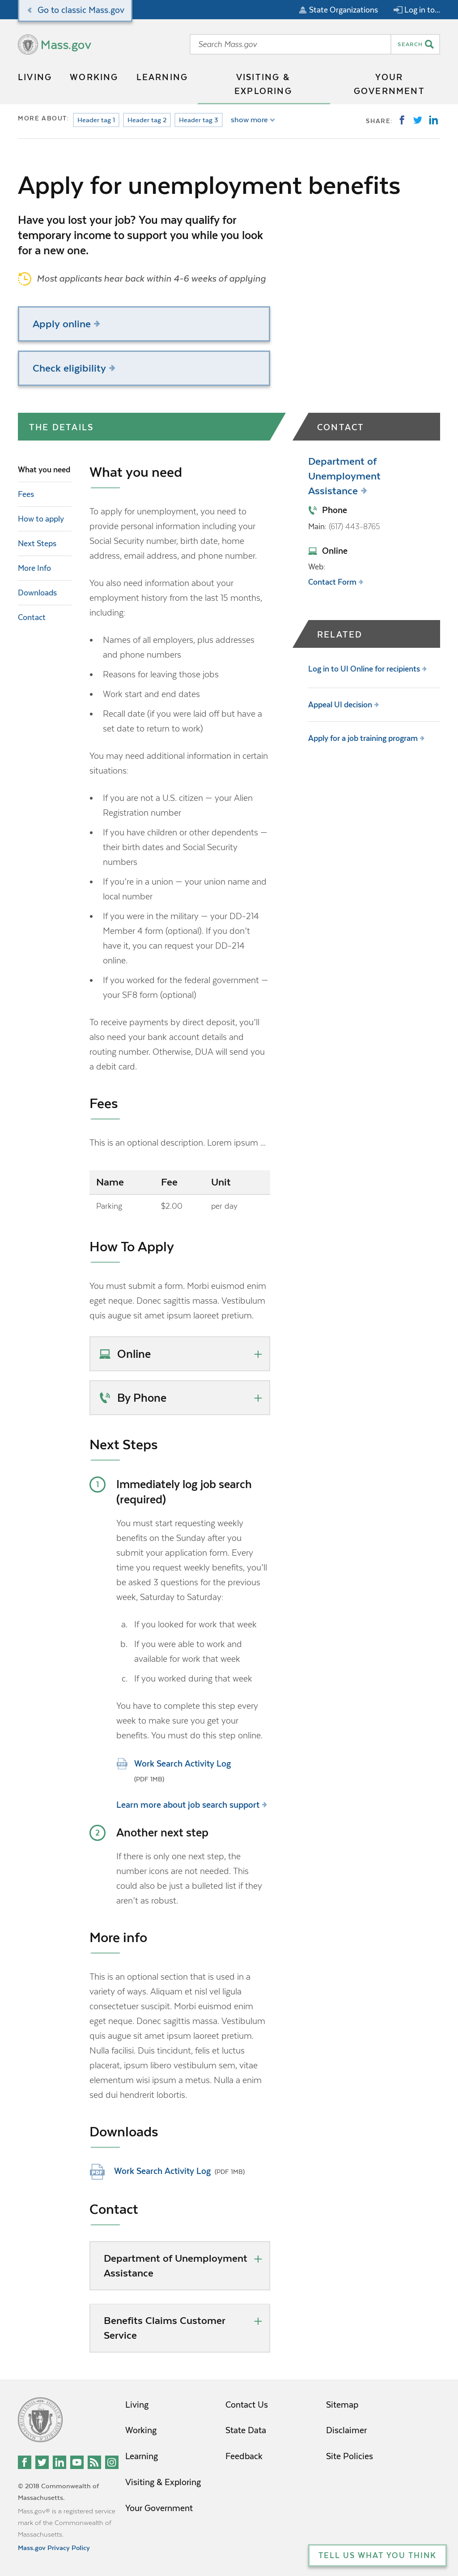 Go to classic Mass.gov
State Organizations
Log in to...
Mass.gov
Search Mass.gov
SEARCH
LIVING
WORKING
LEARNING
VISITING &
EXPLORING
YOUR
GOVERNMENT
MORE ABOUT:
Header tag 1
Header tag 2
Header tag 3
show more
SHARE:
Apply for unemployment benefits
Have you lost your job? You may qualify for
temporary income to support you while you look
for a new one.
Most applicants hear back within 4-6 weeks of applying
Apply online
Check eligibility
THE DETAILS
What you need
Fees
How to apply
Next Steps
More Info
Downloads
Contact
What you need
To apply for unemployment, you need to
provide personal information including your
Social Security number, birth date, home
address, email address, and phone number.
You also need information about your
employment history from the last 15 months,
including:
• Names of all employers, plus addresses
and phone numbers
• Reasons for leaving those jobs
• Work start and end dates
• Recall date (if you were laid off but have a
set date to return to work)
You may need additional information in certain
situations:
• If you are not a U.S. citizen — your Alien
Registration number
• If you have children or other dependents —
their birth dates and Social Security
numbers
• If you're in a union — your union name and
local number
• If you were in the military — your DD-214
Member 4 form (optional). If you don't
have it, you can request your DD-214
online.
• If you worked for the federal government —
your SF8 form (optional)
To receive payments by direct deposit, you'll
also need your bank account details and
routing number. Otherwise, DUA will send you
a debit card.
Fees
This is an optional description. Lorem ipsum ...
Name Fee Unit
Parking $2.00 per day
How To Apply
You must submit a form. Morbi euismod enim
eget neque. Donec sagittis massa. Vestibulum
quis augue sit amet ipsum laoreet pretium.
Online
By Phone
Next Steps
1 Immediately log job search
(required)
You must start requesting weekly
benefits on the Sunday after you
submit your application form. Every
time you request weekly benefits, you'll
be asked 3 questions for the previous
week, Saturday to Saturday:
a. If you looked for work that week
b. If you were able to work and
available for work that week
c. If you worked during that week
You have to complete this step every
week to make sure you get your
benefits. You must do this step online.
Work Search Activity Log
(PDF 1MB)
Learn more about job search support
2 Another next step
If there is only one next step, the
number icons are not needed. This
could also be just a bulleted list if they
aren't as robust.
More info
This is an optional section that is used in a
variety of ways. Aliquam et nisl vel ligula
consectetuer suscipit. Morbi euismod enim
eget neque. Donec sagittis massa. Vestibulum
quis augue sit amet ipsum laoreet pretium.
Nulla facilisi. Duis tincidunt, felis et luctus
placerat, ipsum libero vestibulum sem, vitae
elementum wisi ipsum a metus. Nulla a enim
sed dui hendrerit lobortis.
Downloads
PDF
Work Search Activity Log (PDF 1MB)
Contact
Department of Unemployment
Assistance
Benefits Claims Customer
Service
CONTACT
Department of
Unemployment
Assistance
Phone
Main: (617) 443-8765
Online
Web:
Contact Form
RELATED
Log in to UI Online for recipients
Appeal UI decision
Apply for a job training program
© 2018 Commonwealth of
Massachusetts.
Mass.gov® is a registered service
mark of the Commonwealth of
Massachusetts.
Mass.gov Privacy Policy
Living
Working
Learning
Visiting & Exploring
Your Government
Contact Us
State Data
Feedback
Sitemap
Disclaimer
Site Policies
TELL US WHAT YOU THINK